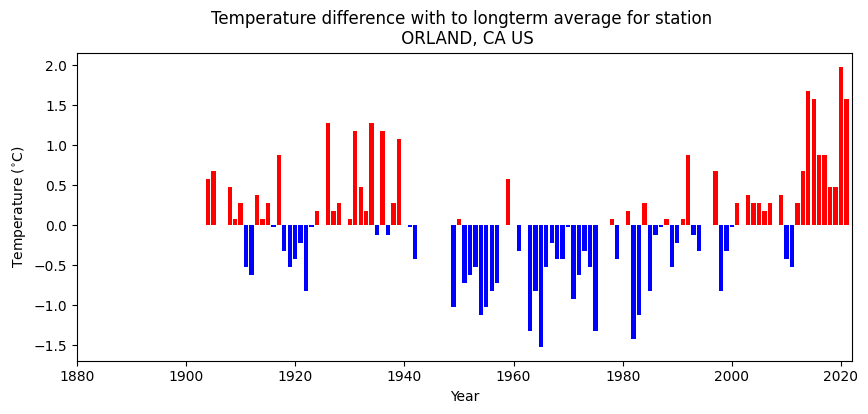 Temperature difference with to longterm average for station
ORLAND, CA US
2.0
1.5
1.0
0.5
0.0
−0.5
−1.0
−1.5
Temperature (°C)
1880 1900 1920 1940 1960 1980 2000 2020
Year